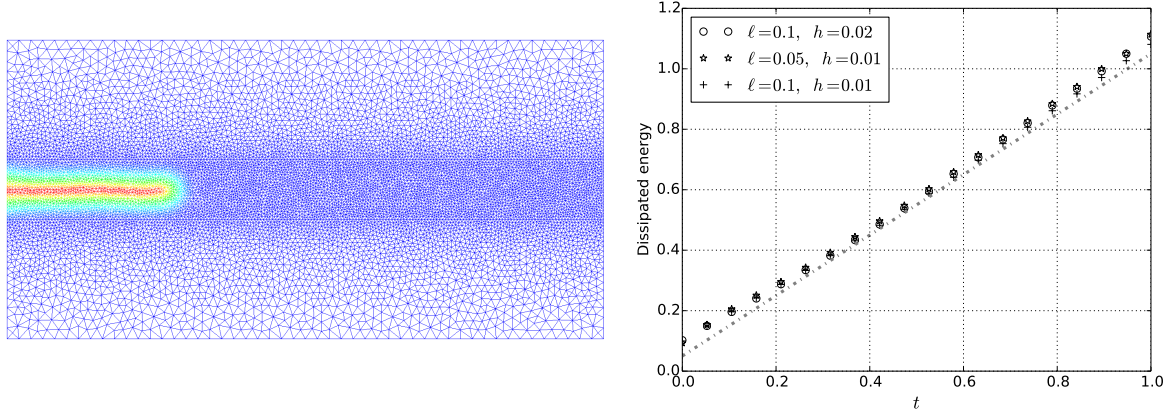 1.2
1.0
0.8
0.6
0.4
0.2
0.0
Dissipated energy
ℓ=0.1, h=0.02
ℓ=0.05, h=0.01
ℓ=0.1, h=0.01
0.0 0.2 0.4 0.6 0.8 1.0
t